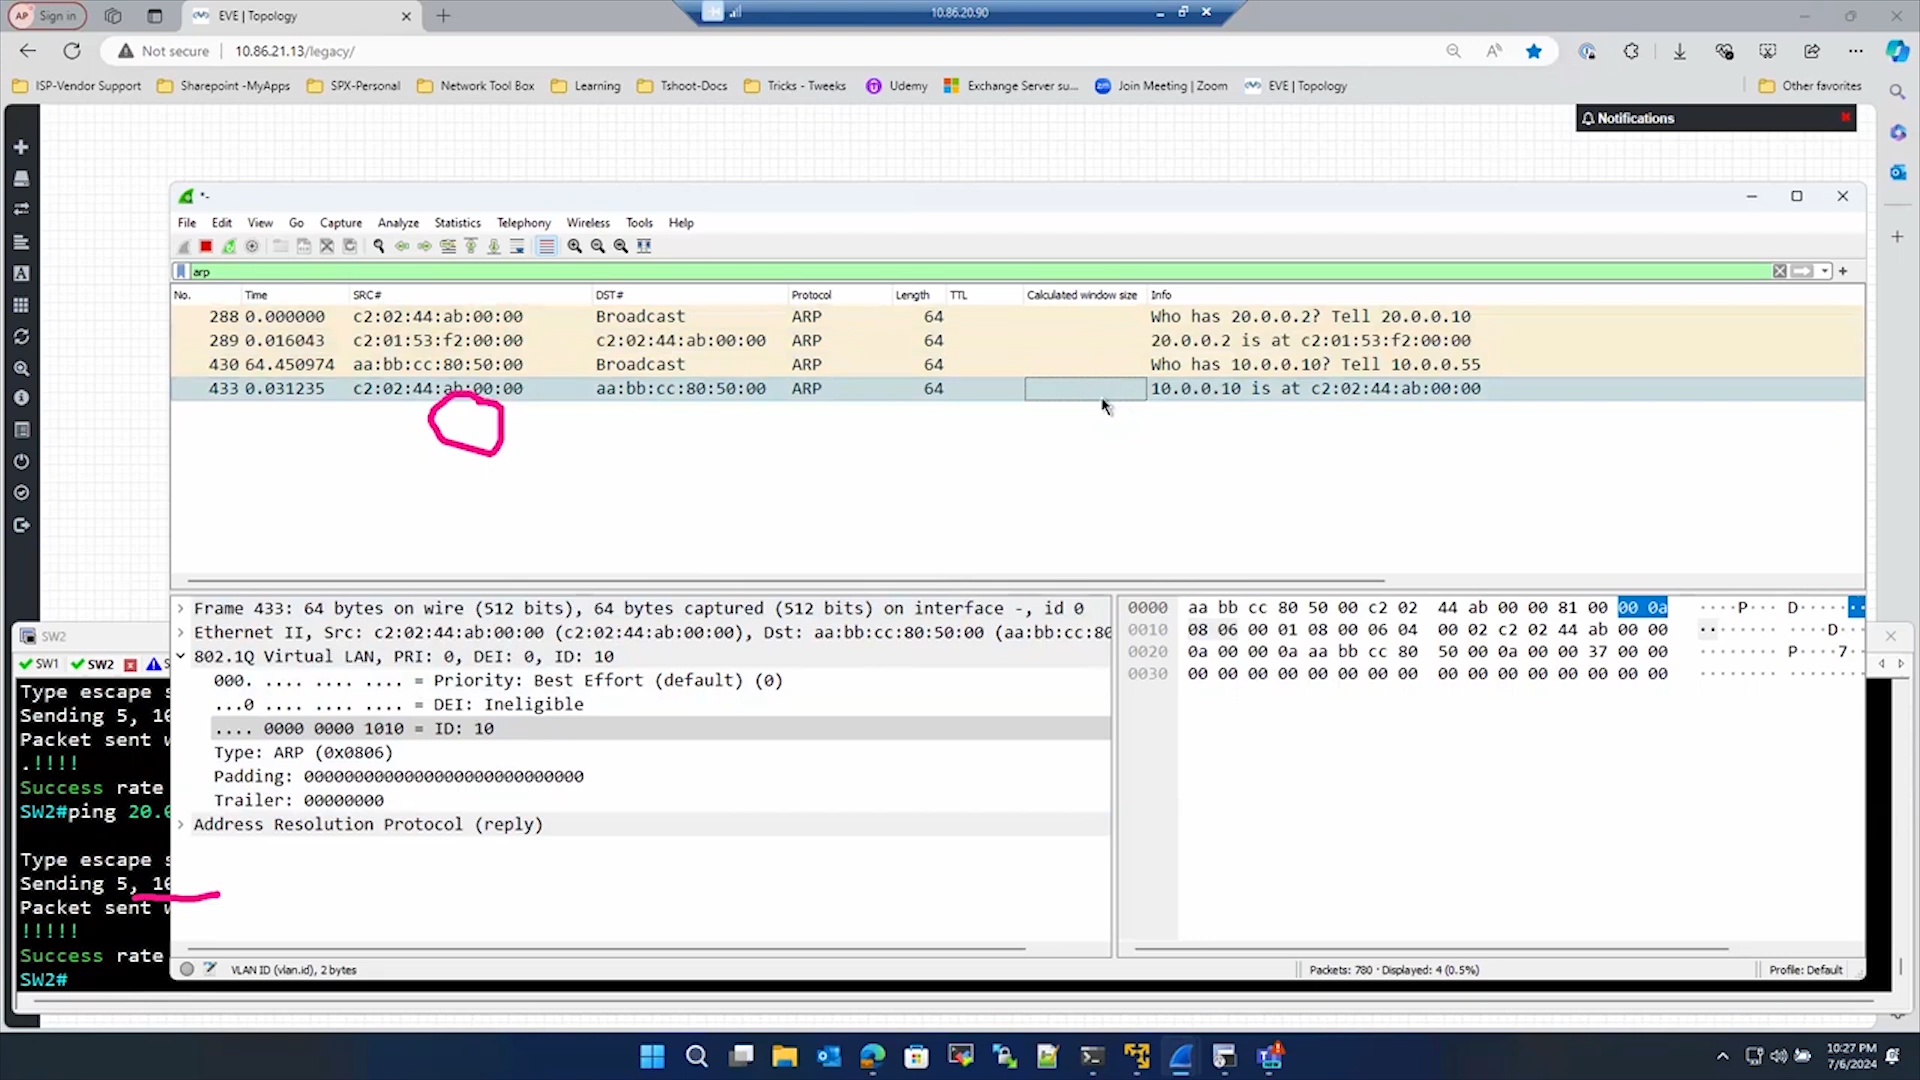 AP Sign in
EVE | Topology
10.86.20.90
Not secure
10.86.21.13/legacy/
ISP-Vendor Support
Sharepoint -MyApps
SPX-Personal
Network Tool Box
Learning
Tshoot-Docs
Tricks - Tweeks
Udemy
Exchange Server su...
Join Meeting | Zoom
EVE | Topology
Other favorites
Notifications
*-
File Edit View Go Capture Analyze Statistics Telephony Wireless Tools Help
arp
No. Time SRC# DST# Protocol Length TTL Calculated window size Info
288 0.000000 c2:02:44:ab:00:00 Broadcast ARP 64 Who has 20.0.0.2? Tell 20.0.0.10
289 0.016043 c2:01:53:f2:00:00 c2:02:44:ab:00:00 ARP 64 20.0.0.2 is at c2:01:53:f2:00:00
430 64.450974 aa:bb:cc:80:50:00 Broadcast ARP 64 Who has 10.0.0.10? Tell 10.0.0.55
433 0.031235 c2:02:44:ab:00:00 aa:bb:cc:80:50:00 ARP 64 10.0.0.10 is at c2:02:44:ab:00:00
Frame 433: 64 bytes on wire (512 bits), 64 bytes captured (512 bits) on interface -, id 0
Ethernet II, Src: c2:02:44:ab:00:00 (c2:02:44:ab:00:00), Dst: aa:bb:cc:80:50:00 (aa:bb:cc:80
802.1Q Virtual LAN, PRI: 0, DEI: 0, ID: 10
000. .... .... .... = Priority: Best Effort (default) (0)
...0 .... .... .... = DEI: Ineligible
.... 0000 0000 1010 = ID: 10
Type: ARP (0x0806)
Padding: 0000000000000000000000000000
Trailer: 00000000
Address Resolution Protocol (reply)
0000 aa bb cc 80 50 00 c2 02 44 ab 00 00 81 00 00 0a ····P· ··D·······
0010 08 06 00 01 08 00 06 04 00 02 c2 02 44 ab 00 00 ········ ····D···
0020 0a 00 00 0a aa bb cc 80 50 00 0a 00 00 37 00 00 ········ P····7··
0030 00 00 00 00 00 00 00 00 00 00 00 00 00 00 00 00 ········ ········
VLAN ID (vlan.id), 2 bytes
Packets: 780 · Displayed: 4 (0.5%)
Profile: Default
SW2
SW1 SW2 S
Type escape s
Sending 5, 10
Packet sent w
.!!!!
Success rate
SW2#ping 20.0
Type escape s
Sending 5, 10
Packet sent w
!!!!!
Success rate
SW2#
10:27 PM
7/6/2024